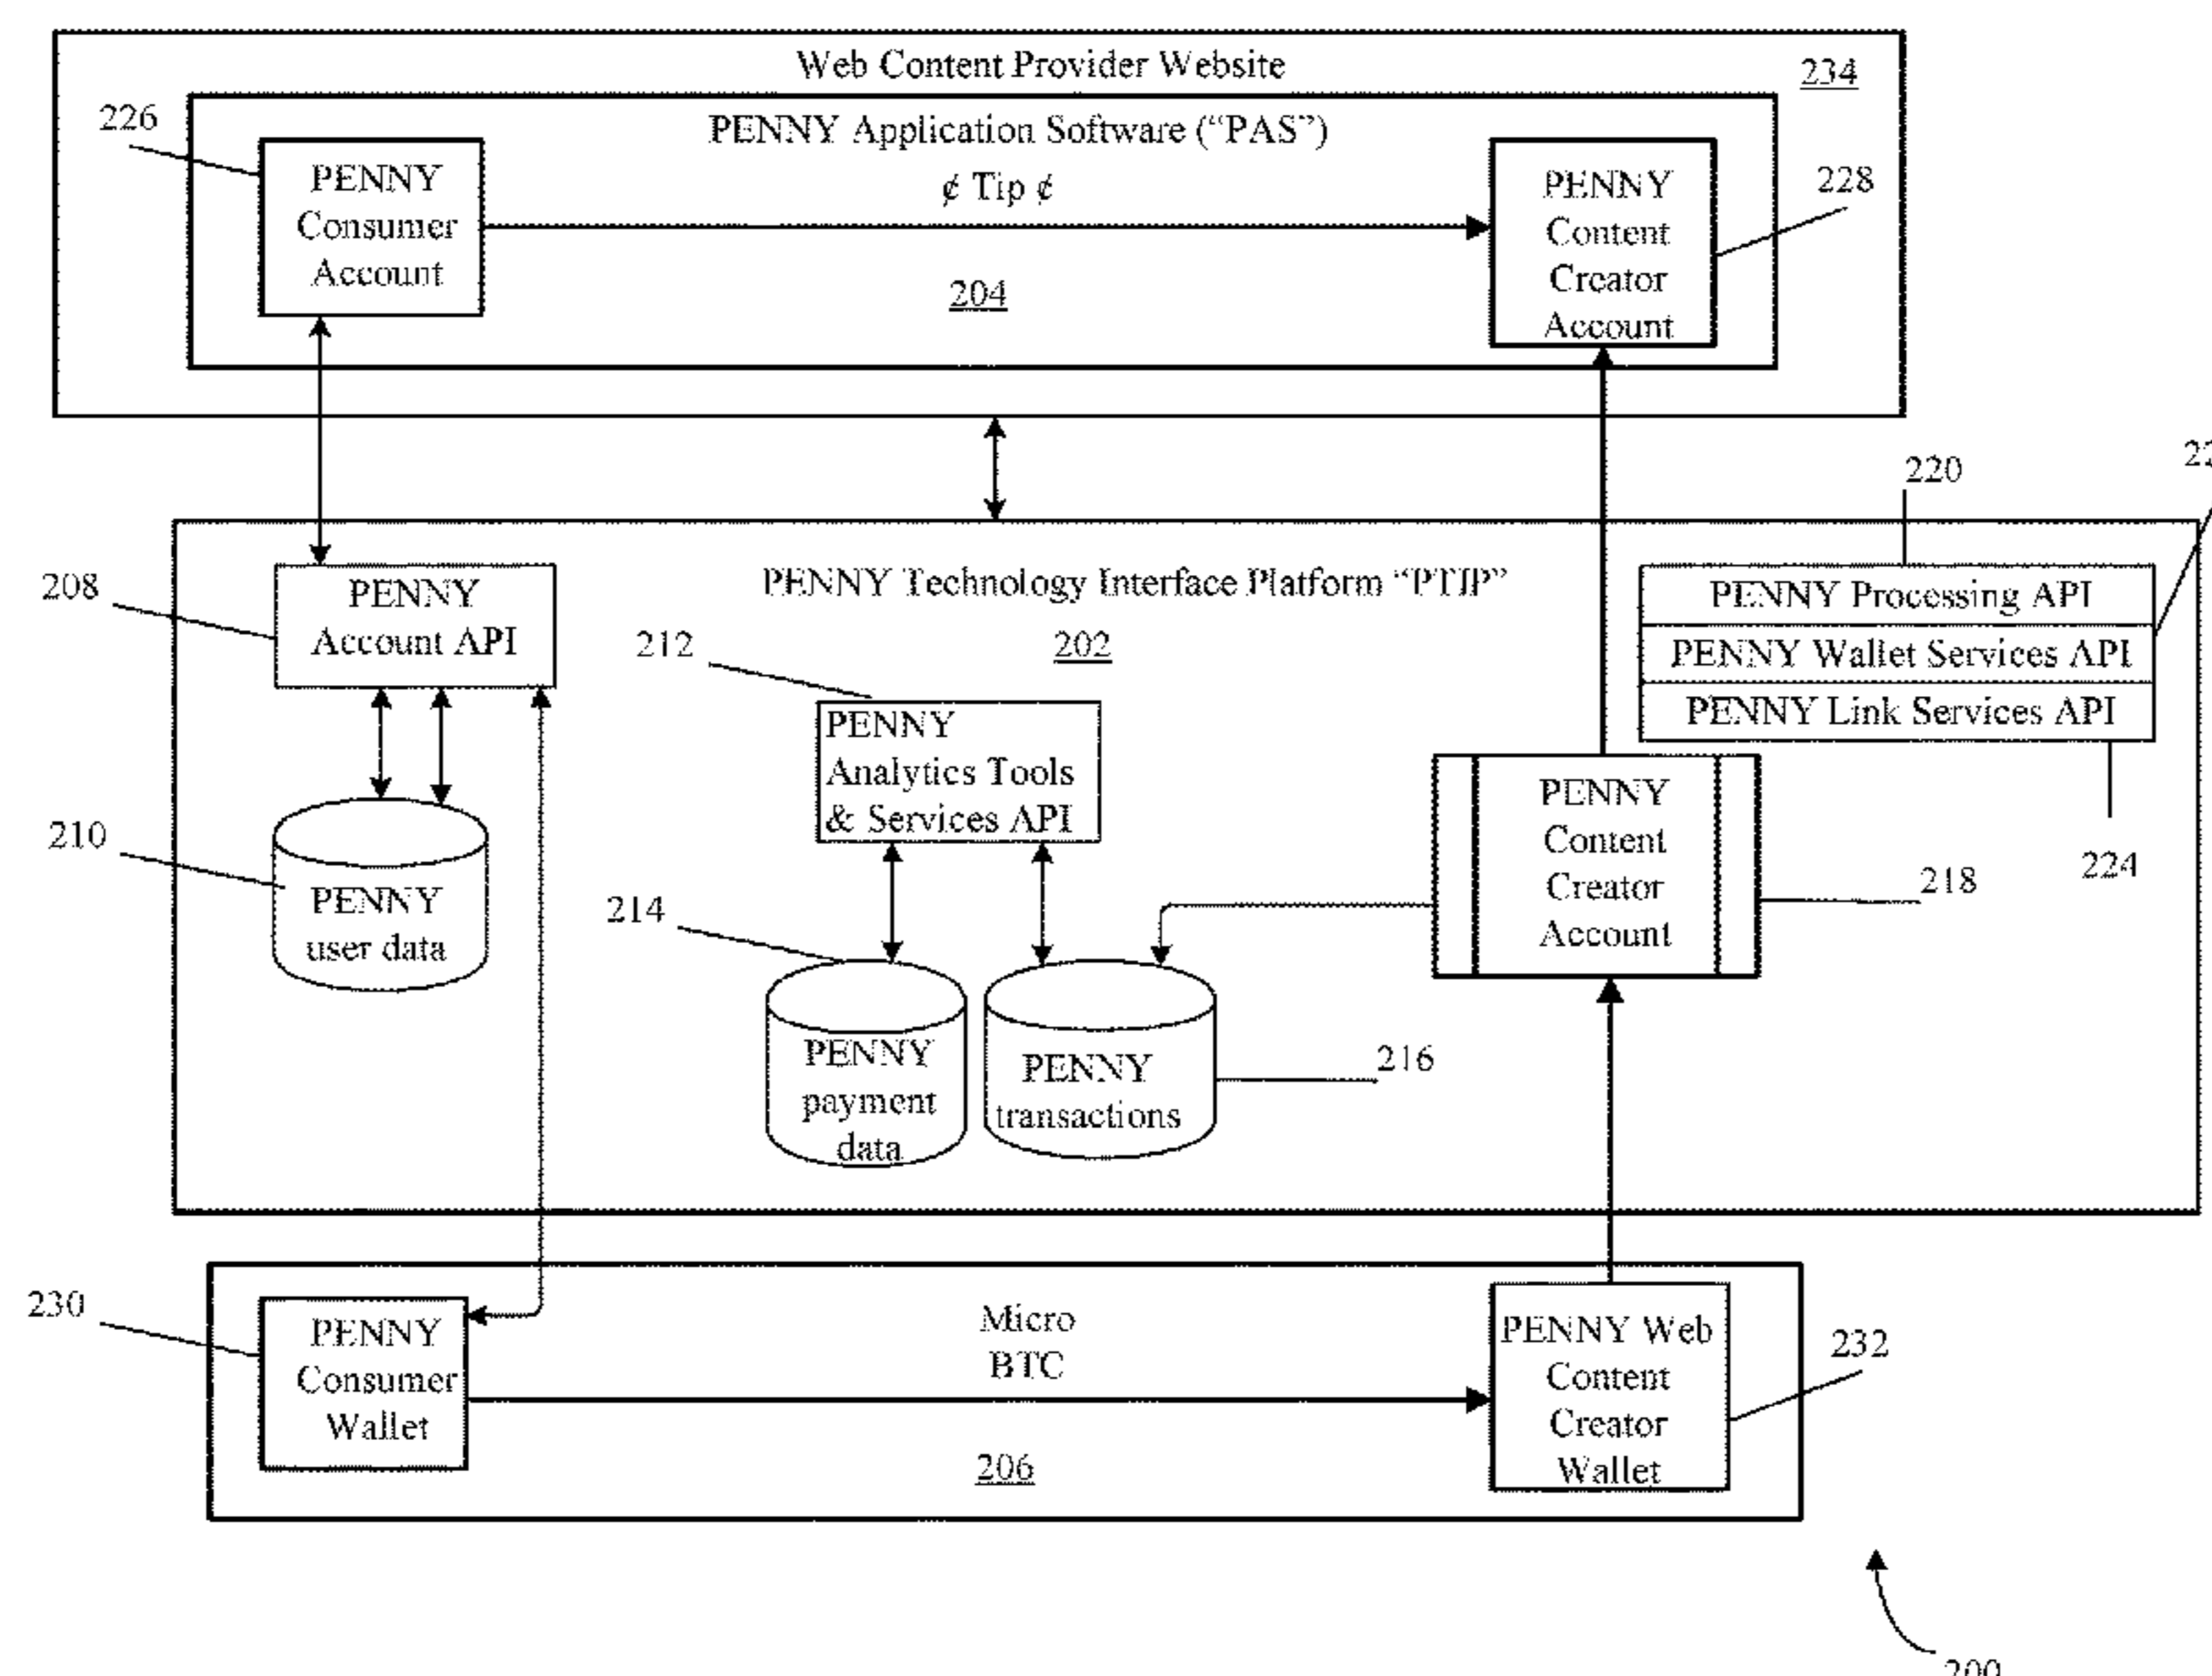 Web Content Provider Website
234
226
PENNY Application Software (“PAS”)
PENNY
Consumer
Account
¢ Tip ¢
204
PENNY
Content
Creator
Account
228
220
208
PENNY
Account API
PENNY Technology Interface Platform “PTIP”
202
PENNY Processing API
PENNY Wallet Services API
PENNY Link Services API
224
212
PENNY
Analytics Tools
& Services API
210
PENNY
user data
PENNY
Content
Creator
Account
218
214
PENNY
payment
data
PENNY
transactions
216
230
PENNY
Consumer
Wallet
Micro
BTC
206
PENNY Web
Content
Creator
Wallet
232
200